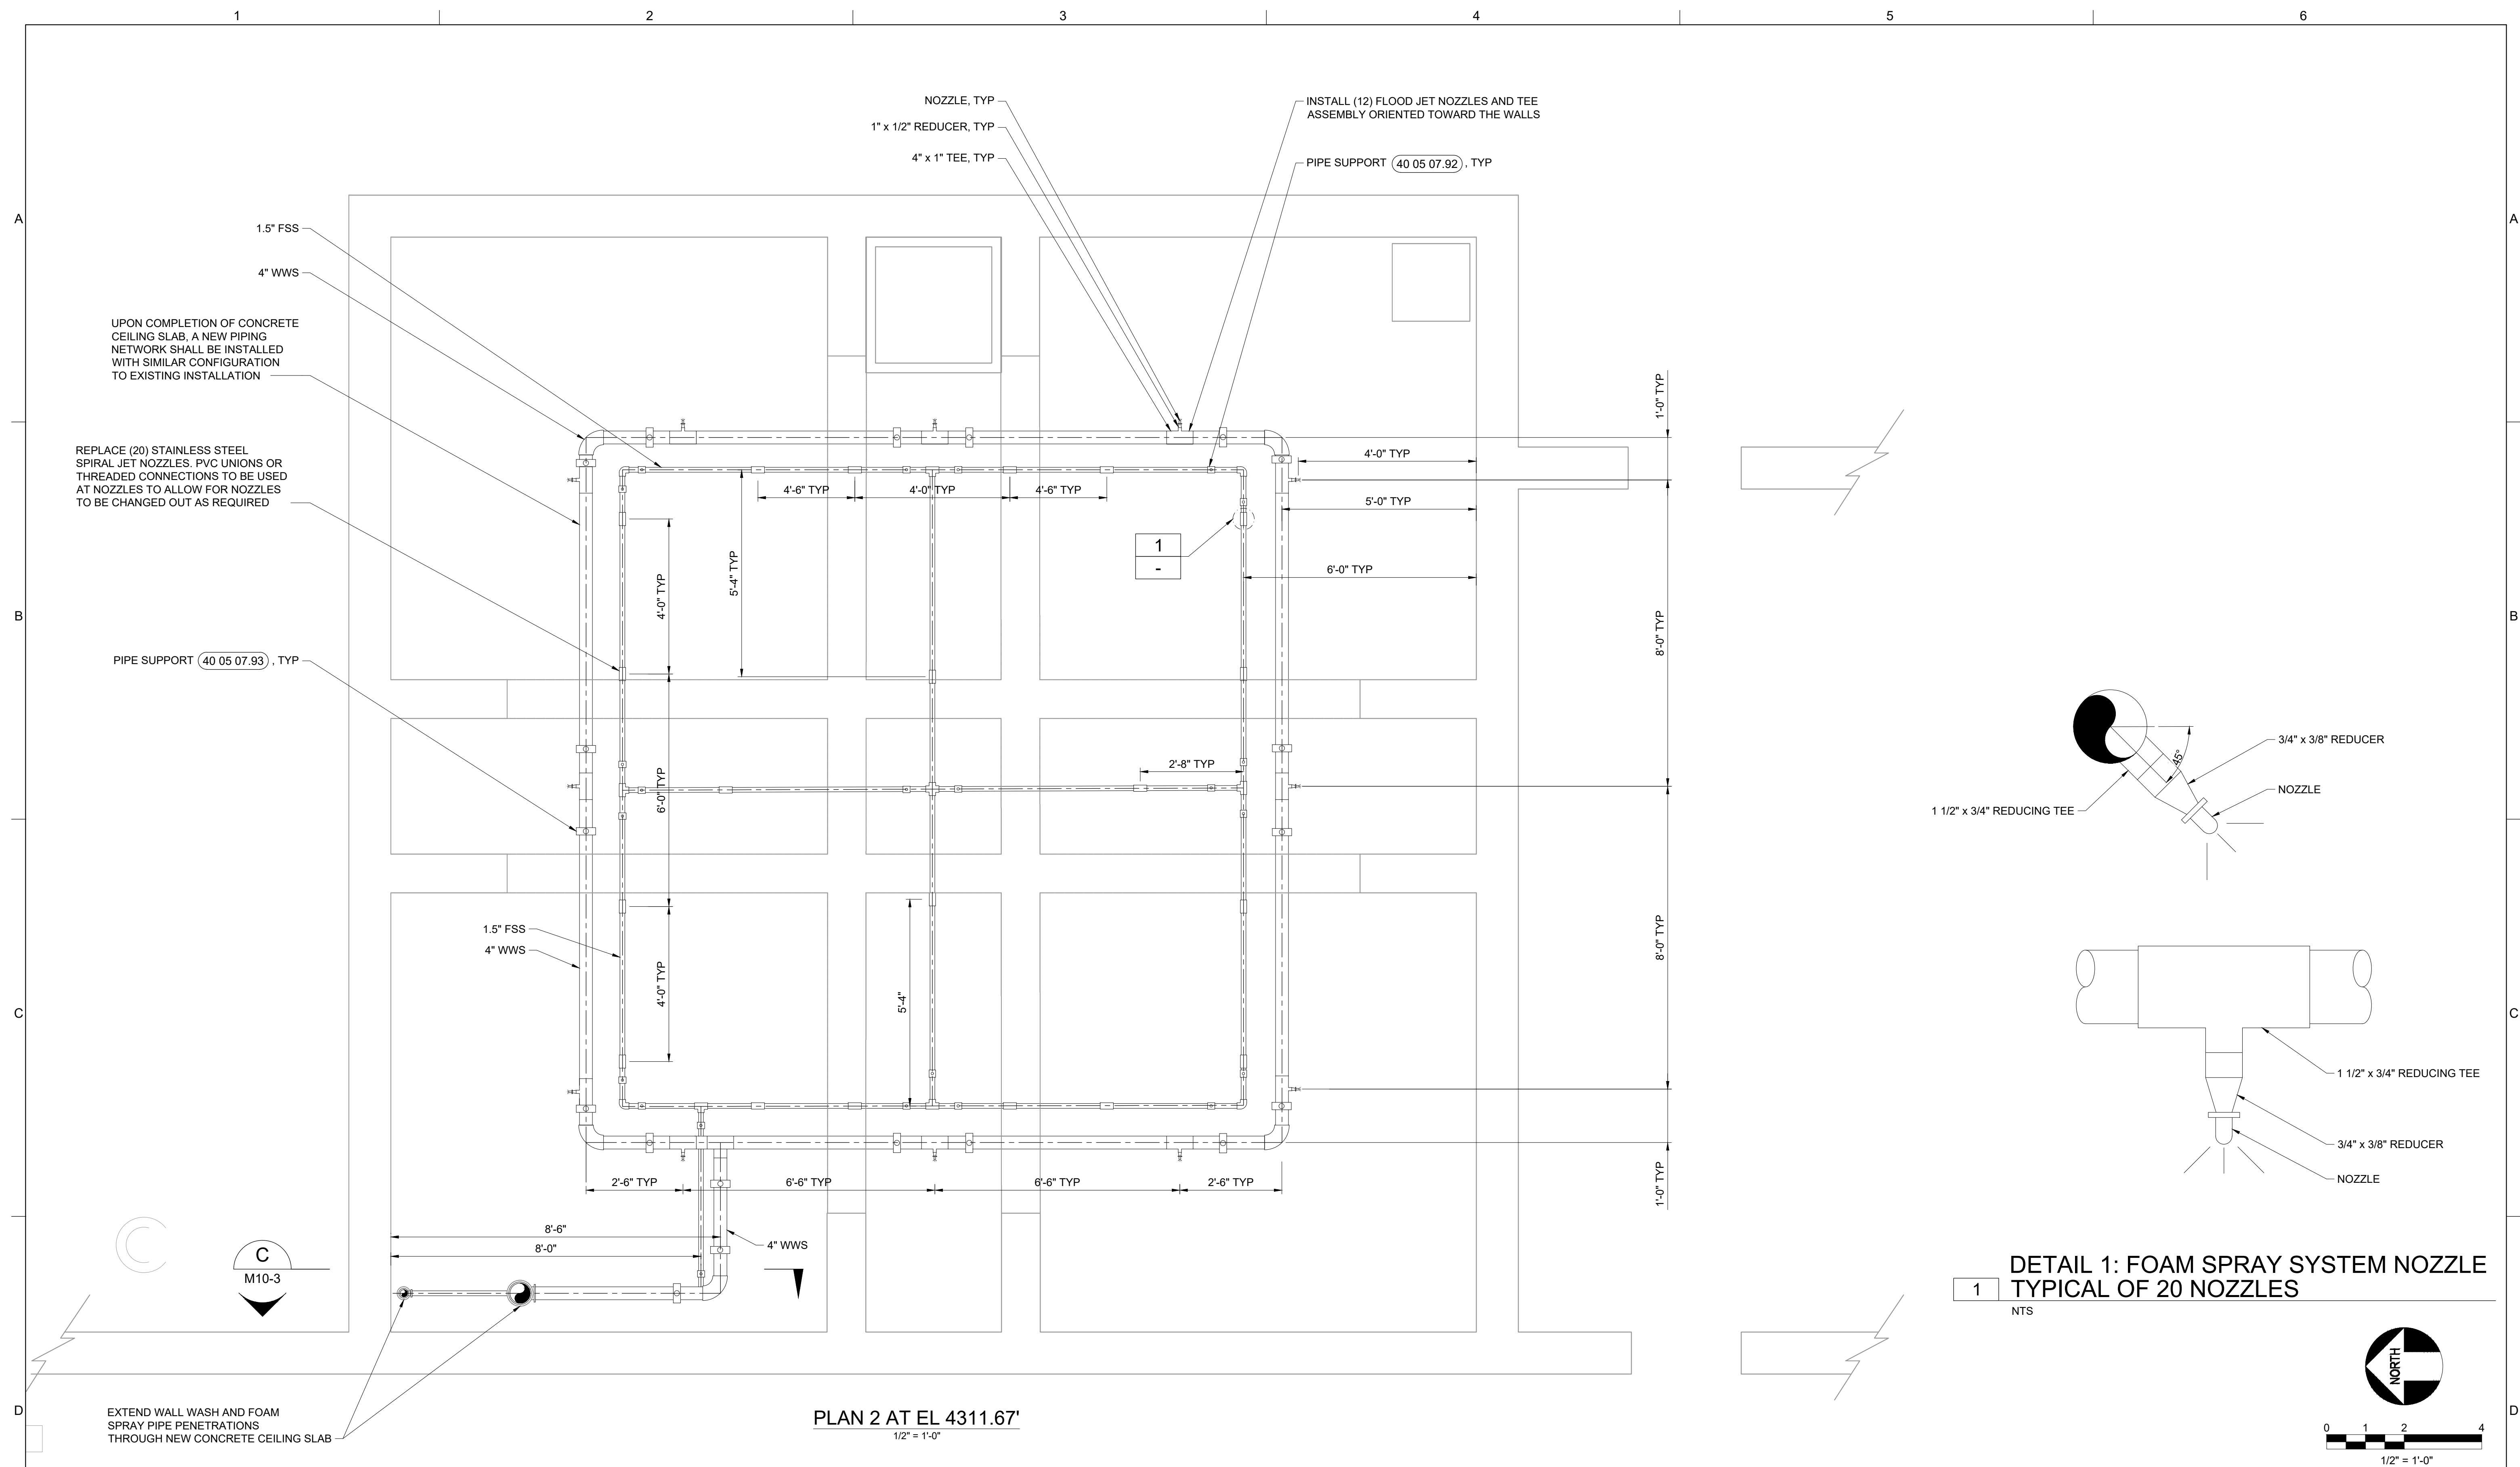 1
2
3
4
5
6
NOZZLE, TYP
1" x 1/2" REDUCER, TYP
4" x 1" TEE, TYP
INSTALL (12) FLOOD JET NOZZLES AND TEE
ASSEMBLY ORIENTED TOWARD THE WALLS
PIPE SUPPORT 40 05 07.92 , TYP
A
A
1.5" FSS
4" WWS
UPON COMPLETION OF CONCRETE
CEILING SLAB, A NEW PIPING
NETWORK SHALL BE INSTALLED
WITH SIMILAR CONFIGURATION
TO EXISTING INSTALLATION
REPLACE (20) STAINLESS STEEL
SPIRAL JET NOZZLES. PVC UNIONS OR
THREADED CONNECTIONS TO BE USED
AT NOZZLES TO ALLOW FOR NOZZLES
TO BE CHANGED OUT AS REQUIRED
1'-0" TYP
4'-0" TYP
4'-6" TYP
4'-0" TYP
4'-6" TYP
5'-0" TYP
1
-
5'-4" TYP
4'-0" TYP
6'-0" TYP
B
B
8'-0" TYP
PIPE SUPPORT 40 05 07.93 , TYP
2'-8" TYP
6'-0" TYP
45°
3/4" x 3/8" REDUCER
NOZZLE
1 1/2" x 3/4" REDUCING TEE
1.5" FSS
4" WWS
8'-0" TYP
4'-0" TYP
5'-4"
C
C
1 1/2" x 3/4" REDUCING TEE
3/4" x 3/8" REDUCER
NOZZLE
2'-6" TYP
6'-6" TYP
6'-6" TYP
2'-6" TYP
1'-0" TYP
8'-6"
8'-0"
4" WWS
C
M10-3
DETAIL 1: FOAM SPRAY SYSTEM NOZZLE
1
TYPICAL OF 20 NOZZLES
NTS
NORTH
D
D
EXTEND WALL WASH AND FOAM
SPRAY PIPE PENETRATIONS
THROUGH NEW CONCRETE CEILING SLAB
PLAN 2 AT EL 4311.67'
1/2" = 1'-0"
0 1 2 4
1/2" = 1'-0"